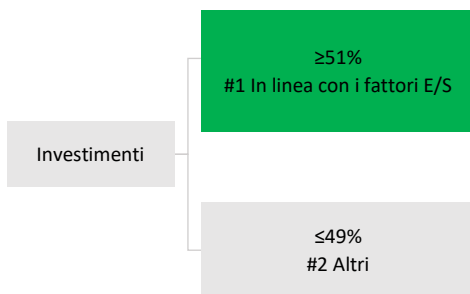 ≥51%
#1 In linea con i fattori E/S
Investimenti
≤49%
#2 Altri